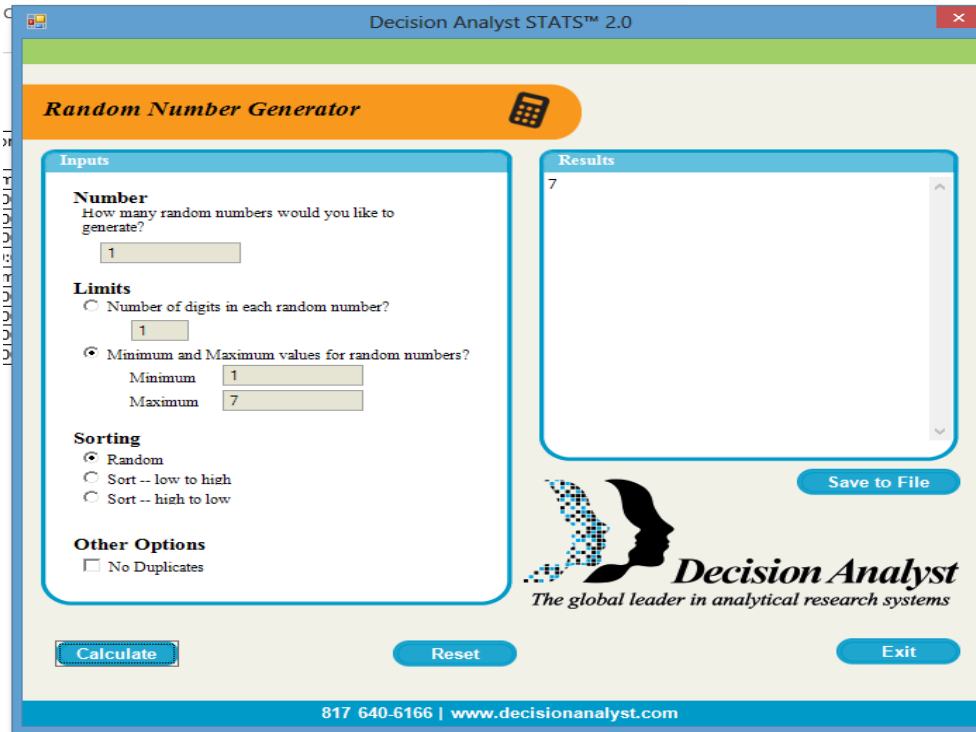 Decision Analyst STATS™ 2.0
Random Number Generator
Inputs
Number
How many random numbers would you like to
generate?
1
Limits
Number of digits in each random number?
1
Minimum and Maximum values for random numbers?
Minimum 1
Maximum 7
Sorting
Random
Sort -- low to high
Sort -- high to low
Other Options
No Duplicates
Results
7
Save to File
Decision Analyst
The global leader in analytical research systems
Calculate
Reset
Exit
817 640-6166 | www.decisionanalyst.com